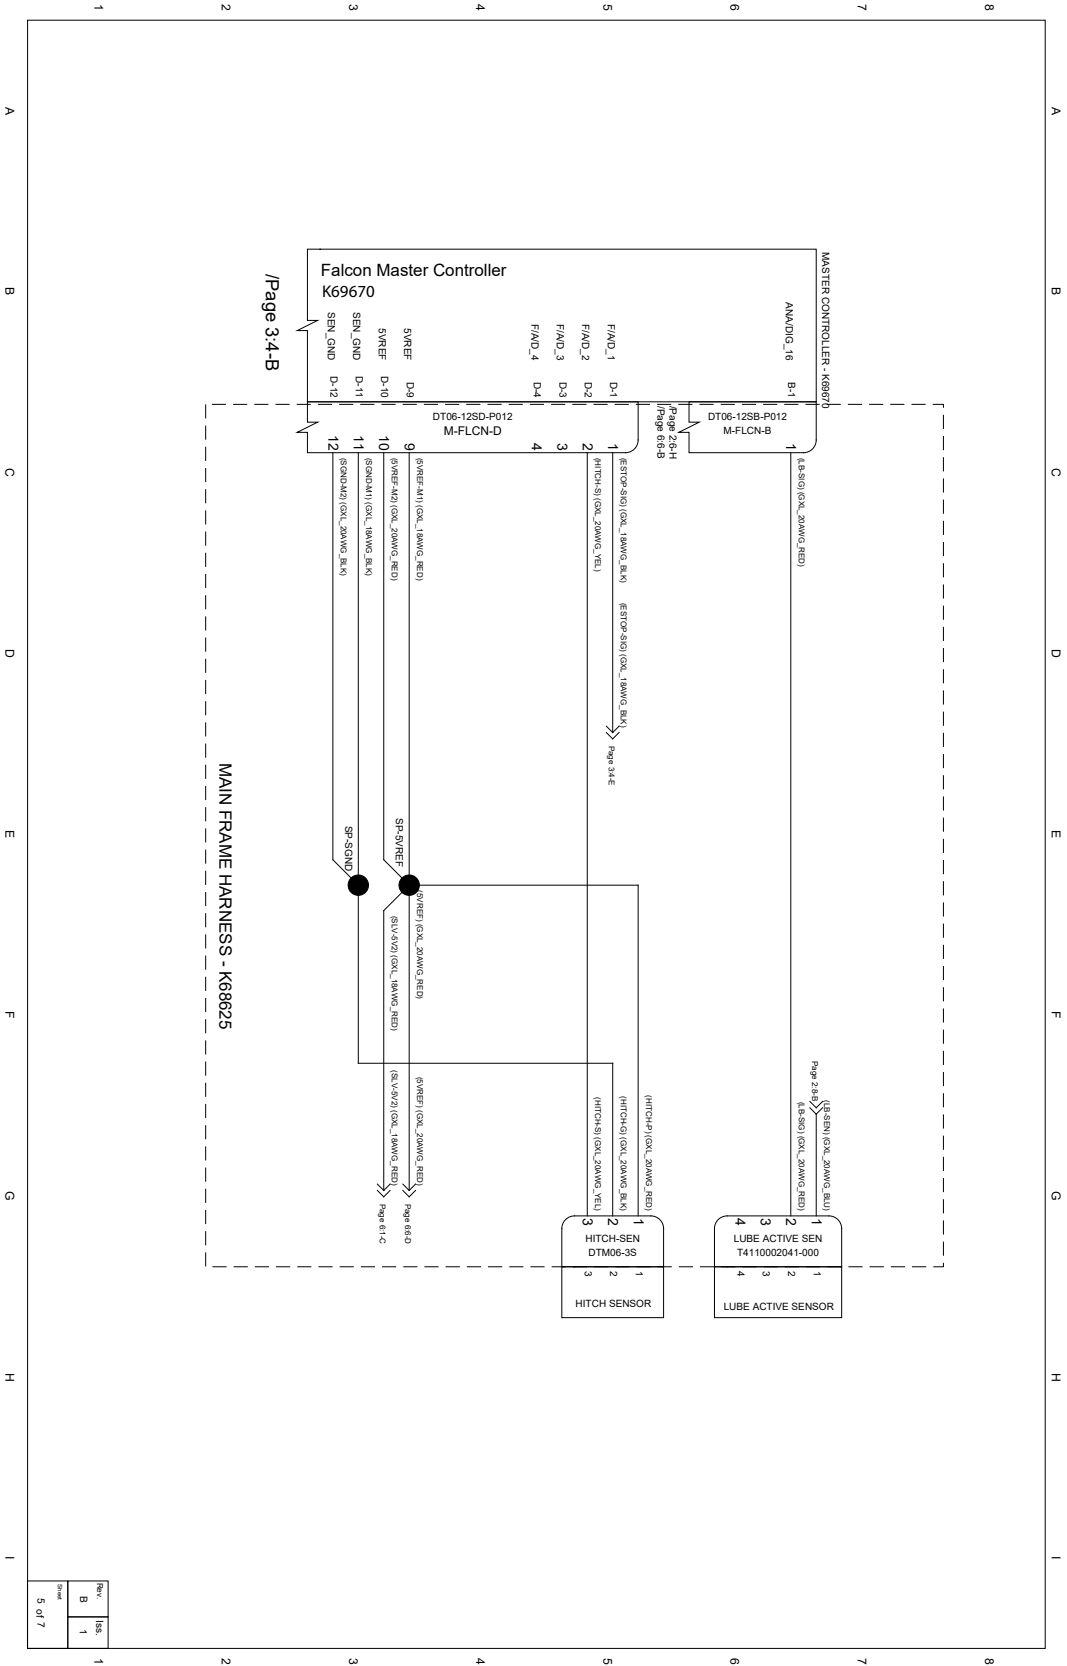 1 2 3 4 5 6 7 8
A A
B B
C C
D D
E E
F F
G G
H H
I I
1 2 3 4 5 6 7 8
MASTER CONTROLLER - K69670
Falcon Master Controller
K69670
/Page 3:4-B
ANA/DIG_16 B-1
F/A/D_1 D-1
F/A/D_2 D-2
F/A/D_3 D-3
F/A/D_4 D-4
5VREF D-9
5VREF D-10
SEN_GND D-11
SEN_GND D-12
DT06-12SB-P012
M-FLCN-B
1
/Page 2:6-H
/Page 6:6-B
DT06-12SD-P012
M-FLCN-D
1
2
3
4
9
10
11
12
(LB-SIG) (GXL_20AWG_RED)
(ESTOP-SIG) (GXL_18AWG_BLK)
(ESTOP-SIG) (GXL_18AWG_BLK)
Page 3:4-E
(HITCH-S) (GXL_20AWG_YEL)
(5VREF-M1) (GXL_18AWG_RED)
(5VREF-M2) (GXL_20AWG_RED)
(SGND-M1) (GXL_18AWG_BLK)
(SGND-M2) (GXL_20AWG_BLK)
SP-5VREF
SP-SGND
(5VREF) (GXL_20AWG_RED)
(SLV-5V2) (GXL_18AWG_RED)
(5VREF) (GXL_20AWG_RED)
(SLV-5V2) (GXL_18AWG_RED)
Page 6:6-D
Page 6:1-C
Page 2:8-B
(LB-SEN) (GXL_20AWG_BLU)
(LB-SIG) (GXL_20AWG_RED)
(HITCH-P) (GXL_20AWG_RED)
(HITCH-G) (GXL_20AWG_BLK)
(HITCH-S) (GXL_20AWG_YEL)
1
2
3
4
LUBE ACTIVE SEN
T4110002041-000
1
2
3
4
LUBE ACTIVE SENSOR
1
2
3
HITCH-SEN
DTM06-3S
1
2
3
HITCH SENSOR
MAIN FRAME HARNESS - K68625
Rev. Iss.
B 1
Sheet
5 of 7